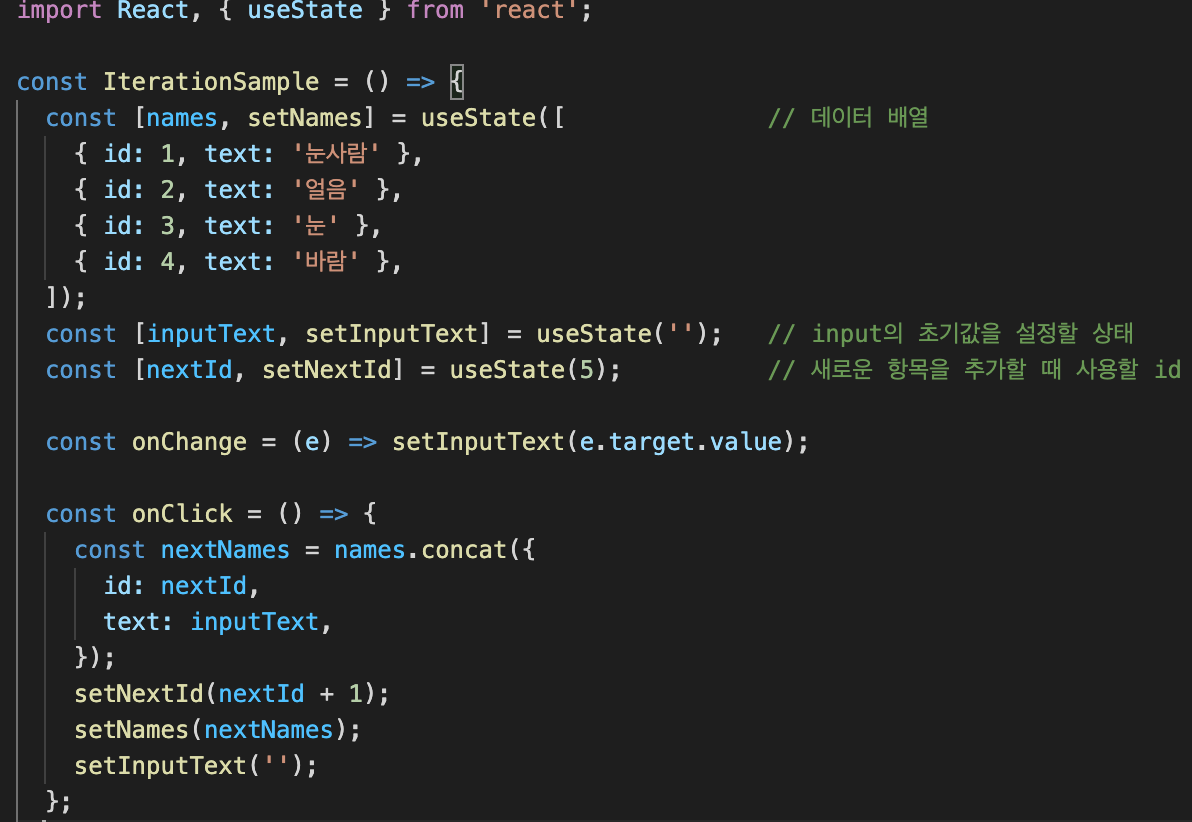 import React, { useState } from 'react';
const IterationSample = () => {
const [names, setNames] = useState([ // 데이터 배열
{ id: 1, text: '눈사람' },
{ id: 2, text: '얼음' },
{ id: 3, text: '눈' },
{ id: 4, text: '바람' },
]);
const [inputText, setInputText] = useState(''); // input의 초기값을 설정할 상태
const [nextId, setNextId] = useState(5); // 새로운 항목을 추가할 때 사용할 id
const onChange = (e) => setInputText(e.target.value);
const onClick = () => {
const nextNames = names.concat({
id: nextId,
text: inputText,
});
setNextId(nextId + 1);
setNames(nextNames);
setInputText('');
};